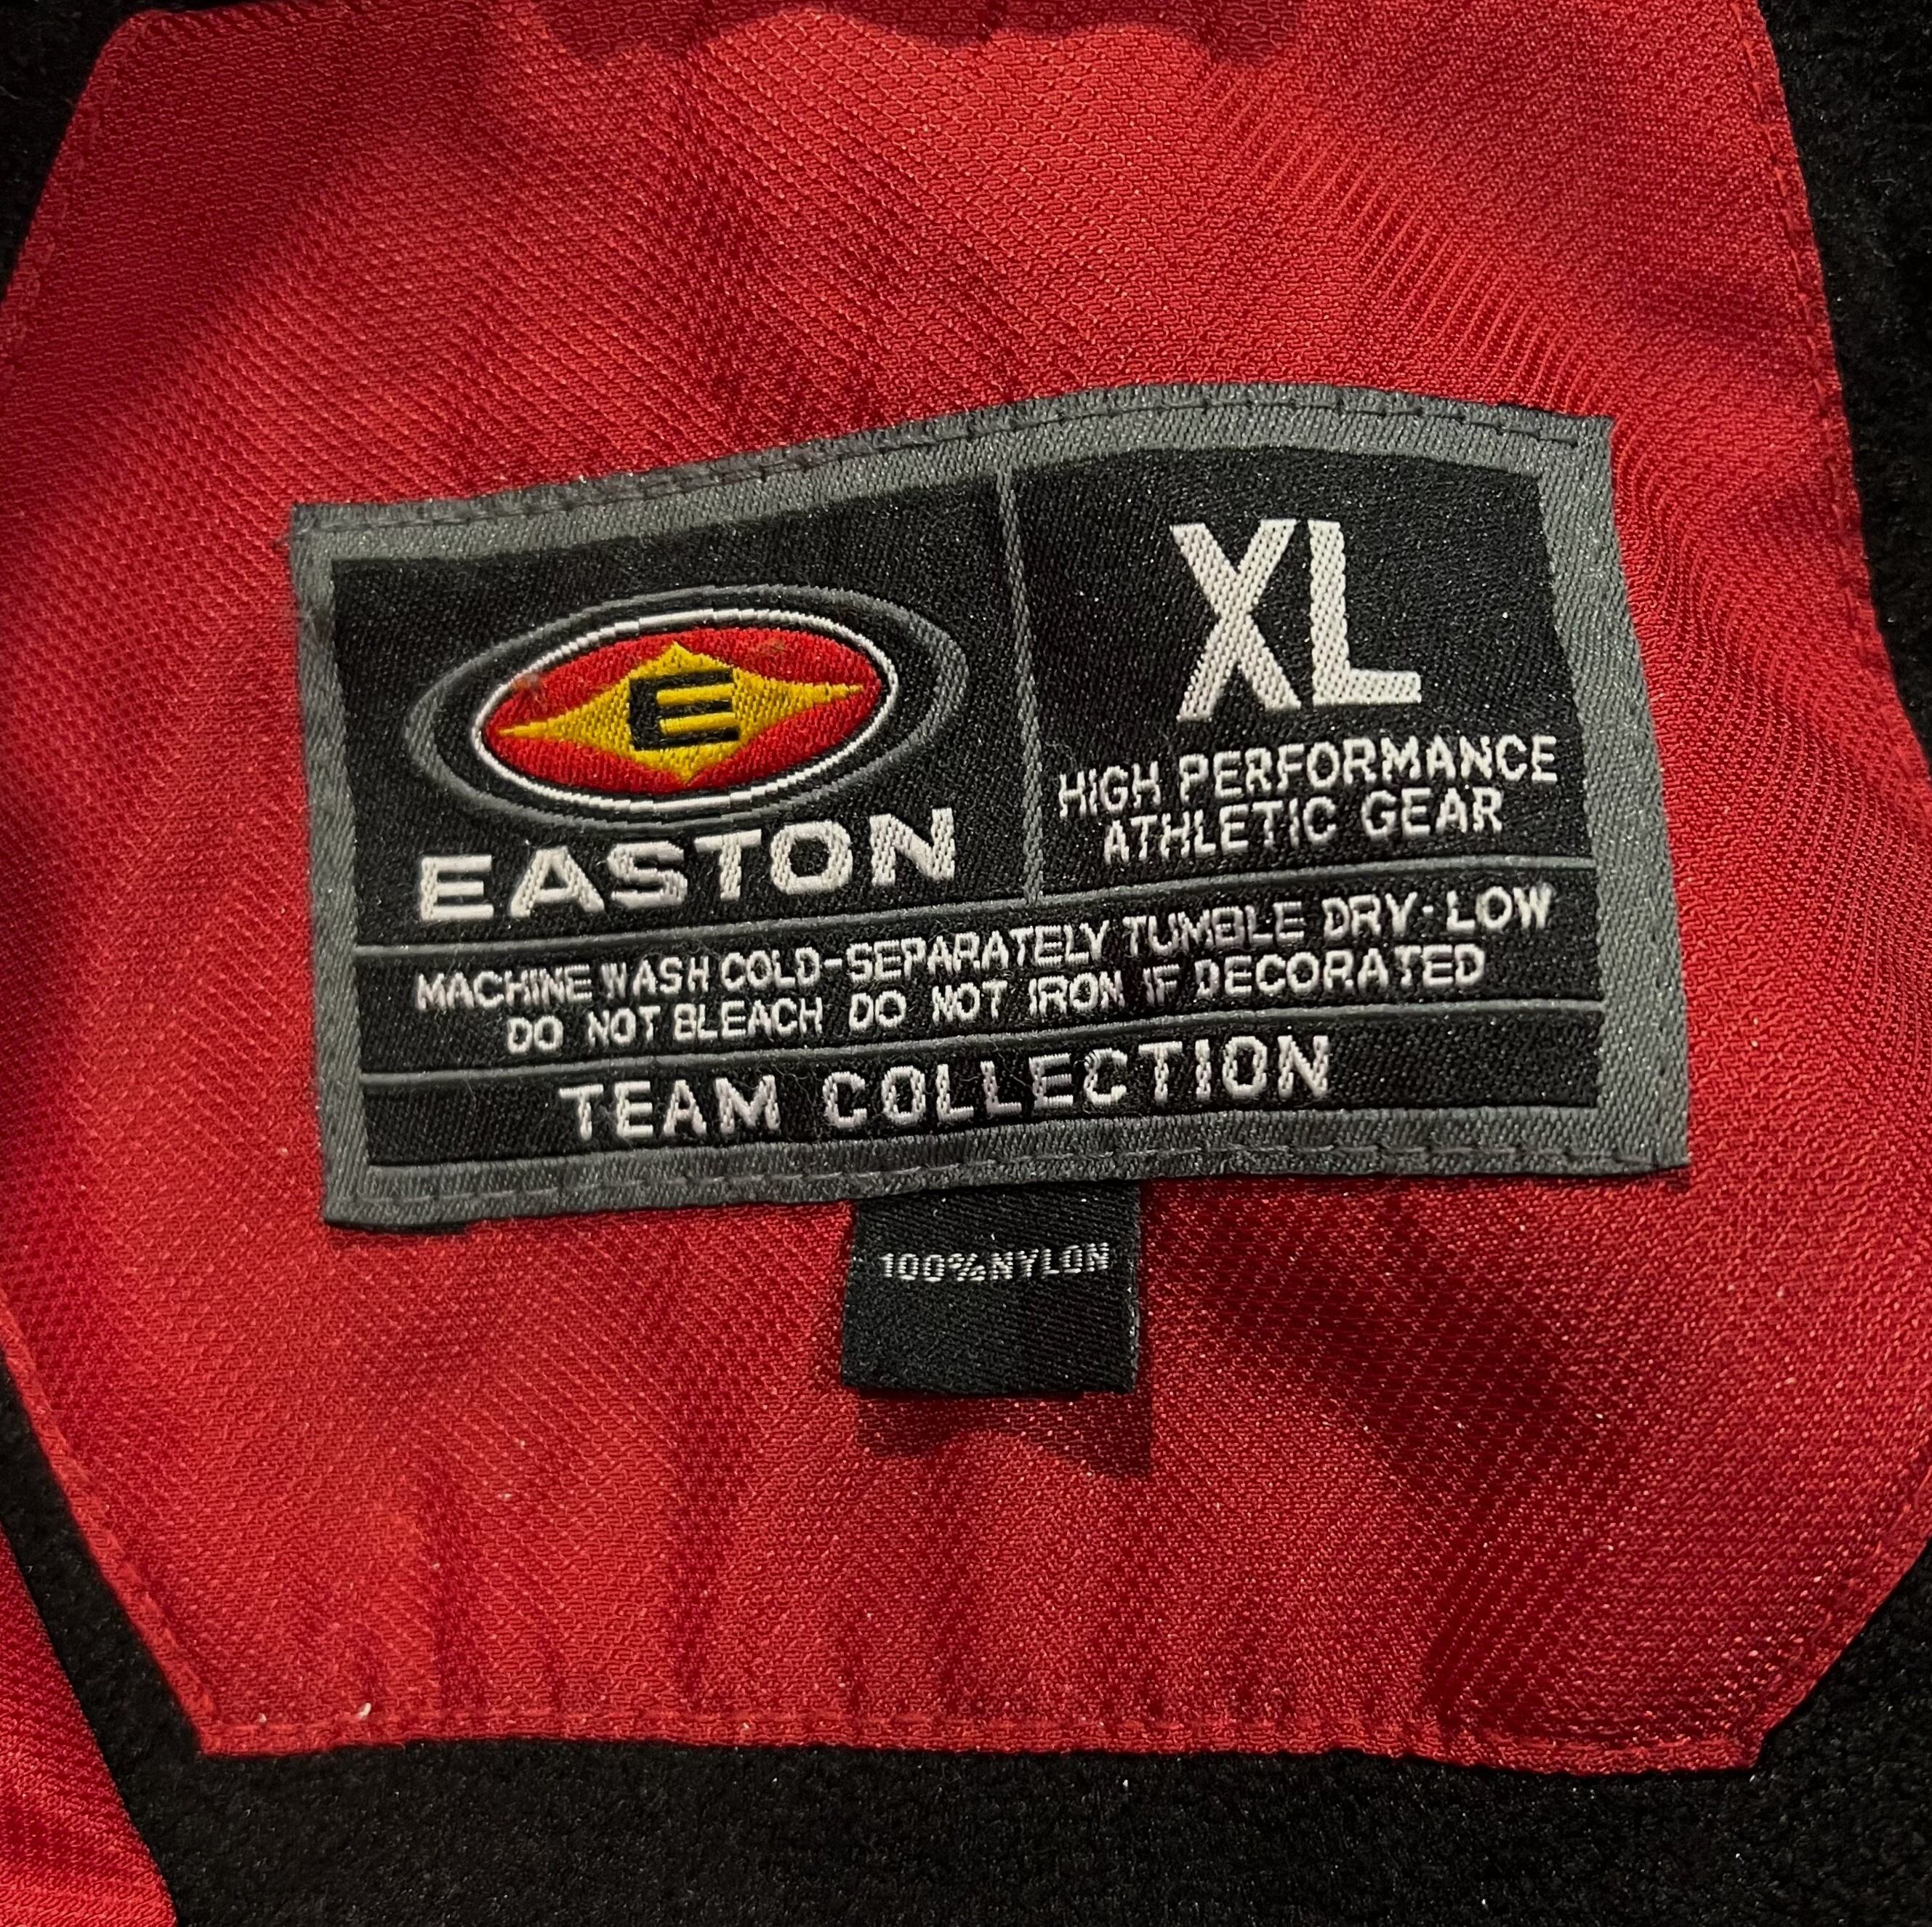 E
EASTON
XL
HIGH PERFORMANCE
ATHLETIC GEAR
MACHINE WASH COLD-SEPARATELY TUMBLE DRY-LOW
DO NOT BLEACH DO NOT IRON IF DECORATED
TEAM COLLECTION
100%NYLON